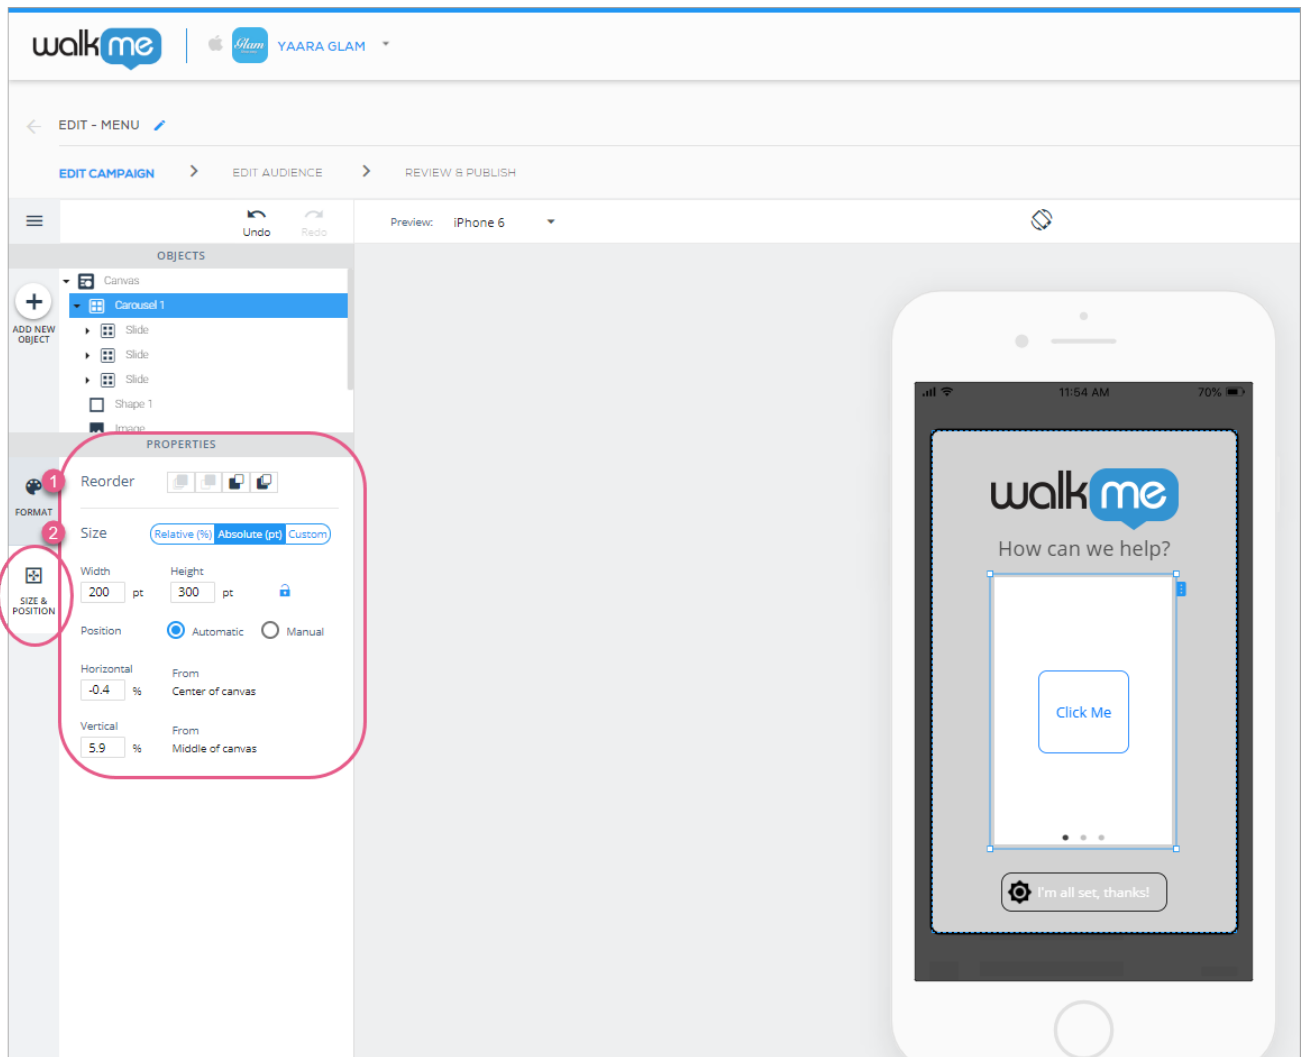 walkme
Glam
YAARA GLAM
EDIT - MENU
EDIT CAMPAIGN
EDIT AUDIENCE
REVIEW & PUBLISH
Undo
Redo
Preview:
iPhone 6
OBJECTS
Canvas
Carousel 1
Slide
Slide
Slide
Shape 1
Image
ADD NEW
OBJECT
PROPERTIES
1
Reorder
FORMAT
2
Size
Relative (%)
Absolute (pt)
Custom
Width
Height
200 pt
300 pt
SIZE &
POSITION
Position
Automatic
Manual
Horizontal
From
-0.4 %
Center of canvas
Vertical
From
5.9 %
Middle of canvas
11:54 AM
70%
walkme
How can we help?
Click Me
I'm all set, thanks!